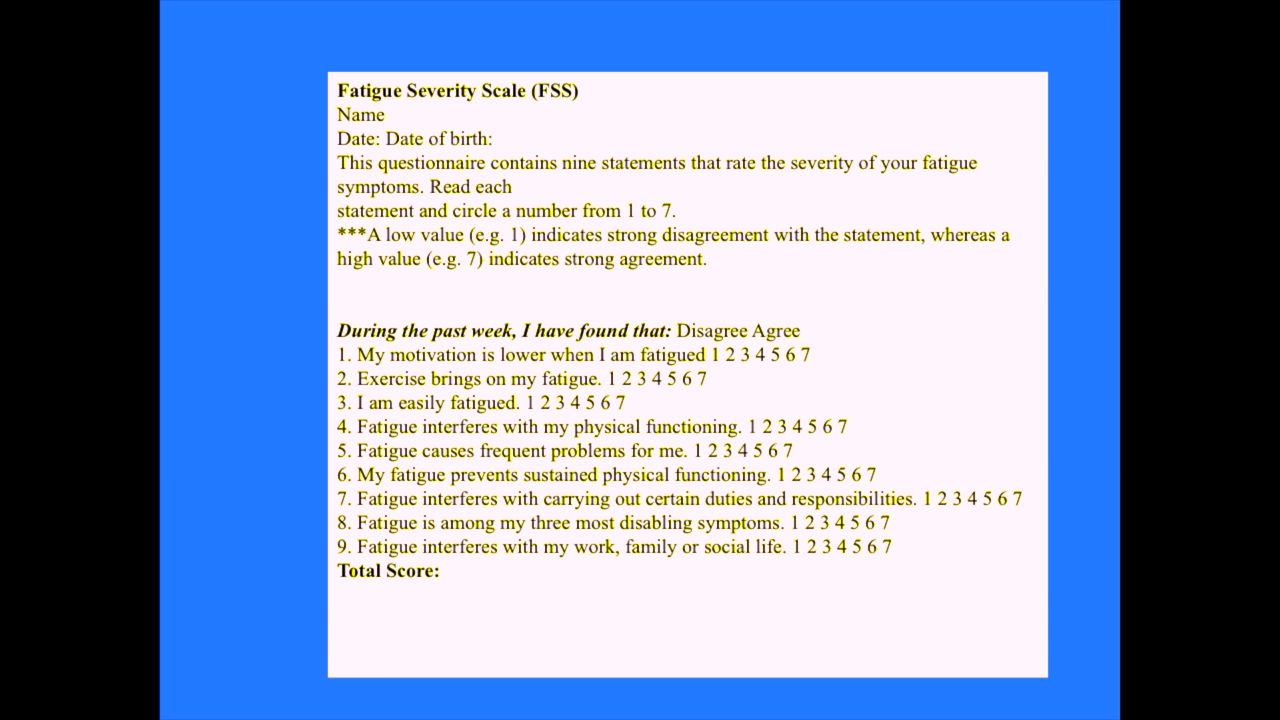 Fatigue Severity Scale (FSS)
Name
Date: Date of birth:
This questionnaire contains nine statements that rate the severity of your fatigue
symptoms. Read each
statement and circle a number from 1 to 7.
***A low value (e.g. 1) indicates strong disagreement with the statement, whereas a
high value (e.g. 7) indicates strong agreement.
During the past week, I have found that: Disagree Agree
1. My motivation is lower when I am fatigued 1 2 3 4 5 6 7
2. Exercise brings on my fatigue. 1 2 3 4 5 6 7
3. I am easily fatigued. 1 2 3 4 5 6 7
4. Fatigue interferes with my physical functioning. 1 2 3 4 5 6 7
5. Fatigue causes frequent problems for me. 1 2 3 4 5 6 7
6. My fatigue prevents sustained physical functioning. 1 2 3 4 5 6 7
7. Fatigue interferes with carrying out certain duties and responsibilities. 1 2 3 4 5 6 7
8. Fatigue is among my three most disabling symptoms. 1 2 3 4 5 6 7
9. Fatigue interferes with my work, family or social life. 1 2 3 4 5 6 7
Total Score: